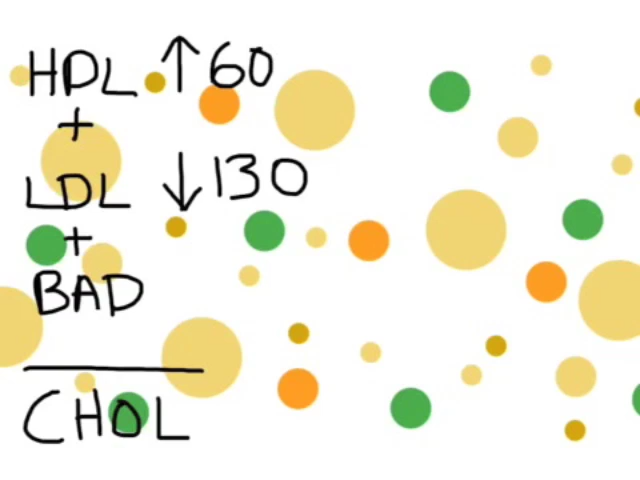 HDL ↑ 60
+
LDL ↓ 130
+
BAD
CHOL